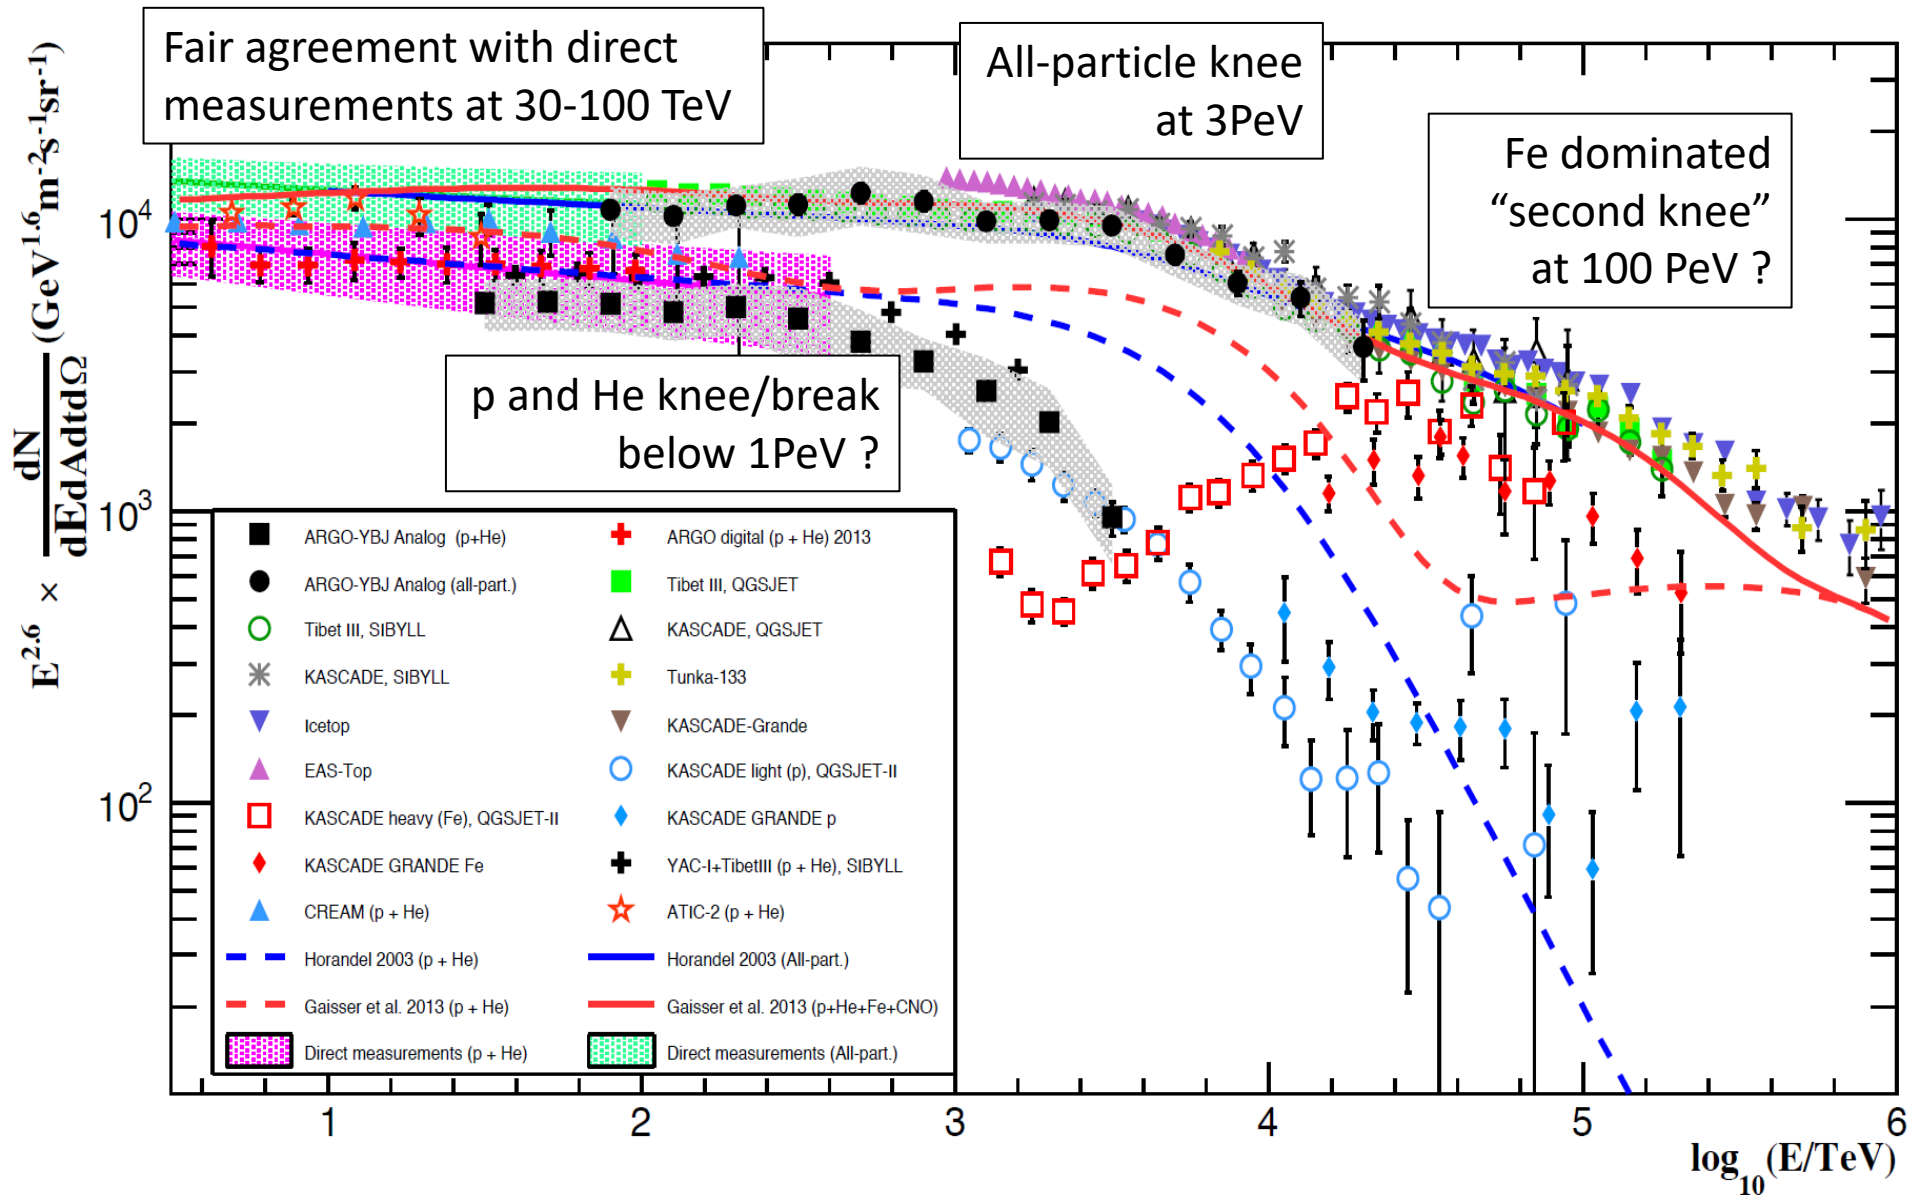 Fair agreement with direct
measurements at 30-100 TeV
All-particle knee
at 3PeV
Fe dominated
“second knee”
at 100 PeV ?
p and He knee/break
below 1PeV ?
E^2.6 × dN/dEdAdtdΩ (GeV^1.6 m^-2 s^-1 sr^-1)
10^4
10^3
10^2
ARGO-YBJ Analog (p+He)
ARGO digital (p + He) 2013
ARGO-YBJ Analog (all-part.)
Tibet III, QGSJET
Tibet III, SIBYLL
KASCADE, QGSJET
KASCADE, SIBYLL
Tunka-133
Icetop
KASCADE-Grande
EAS-Top
KASCADE light (p), QGSJET-II
KASCADE heavy (Fe), QGSJET-II
KASCADE GRANDE p
KASCADE GRANDE Fe
YAC-I+TibetIII (p + He), SIBYLL
CREAM (p + He)
ATIC-2 (p + He)
Horandel 2003 (p + He)
Horandel 2003 (All-part.)
Gaisser et al. 2013 (p + He)
Gaisser et al. 2013 (p+He+Fe+CNO)
Direct measurements (p + He)
Direct measurements (All-part.)
1 2 3 4 5 6
log10(E/TeV)